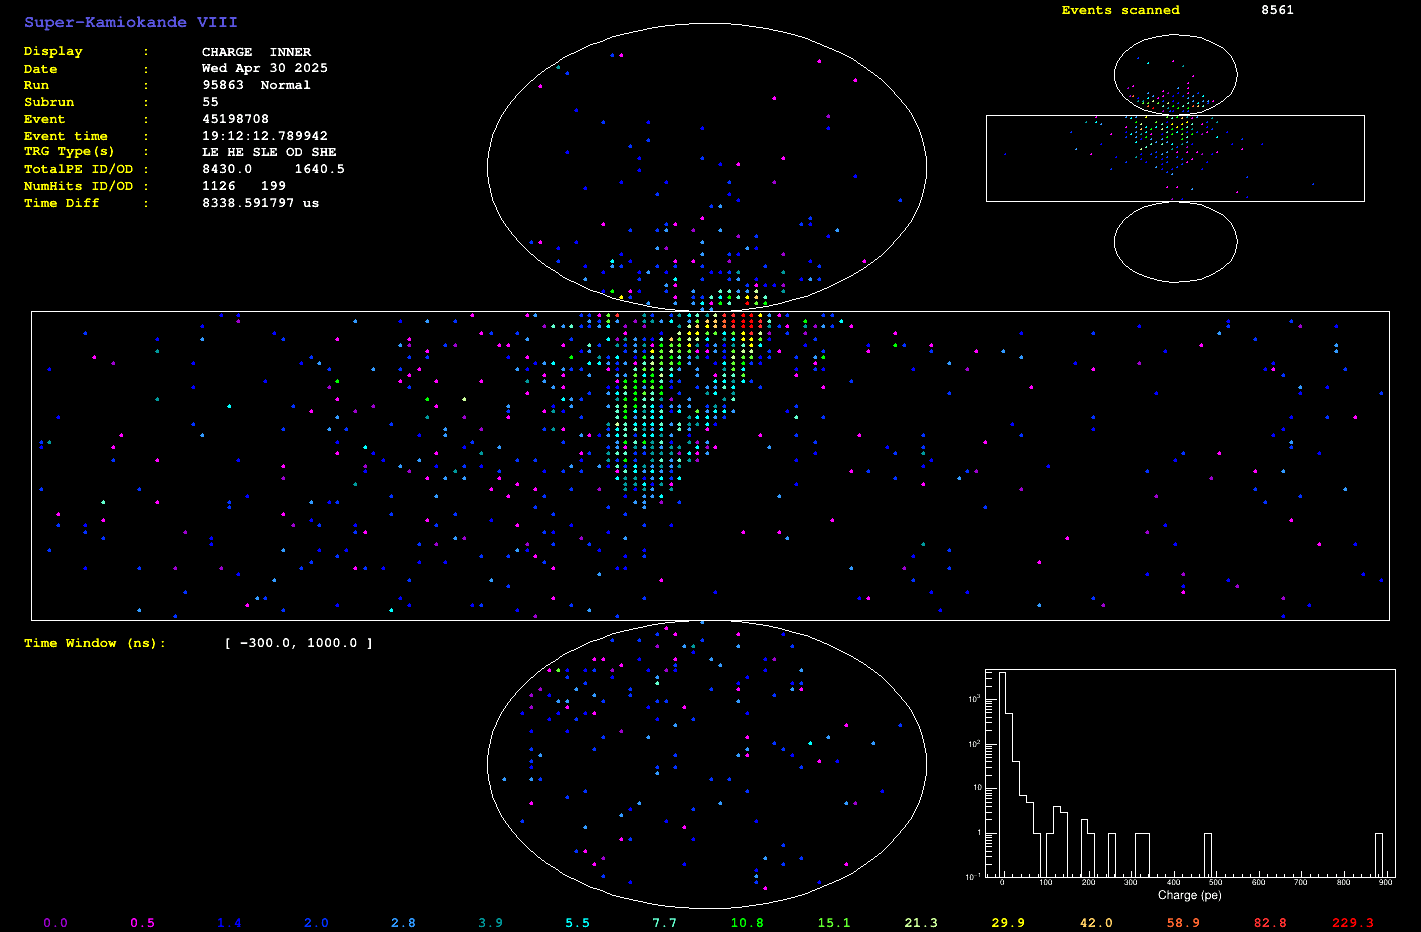 Super-Kamiokande VIII
Display : CHARGE INNER
Date : Wed Apr 30 2025
Run : 95863 Normal
Subrun : 55
Event : 45198708
Event time : 19:12:12.789942
TRG Type(s) : LE HE SLE OD SHE
TotalPE ID/OD : 8430.0 1640.5
NumHits ID/OD : 1126 199
Time Diff : 8338.591797 us
Events scanned 8561
Time Window (ns): [ -300.0, 1000.0 ]
10³
10²
10
1
10⁻¹
0 100 200 300 400 500 600 700 800 900
Charge (pe)
0.0 0.5 1.4 2.0 2.8 3.9 5.5 7.7 10.8 15.1 21.3 29.9 42.0 58.9 82.8 229.3